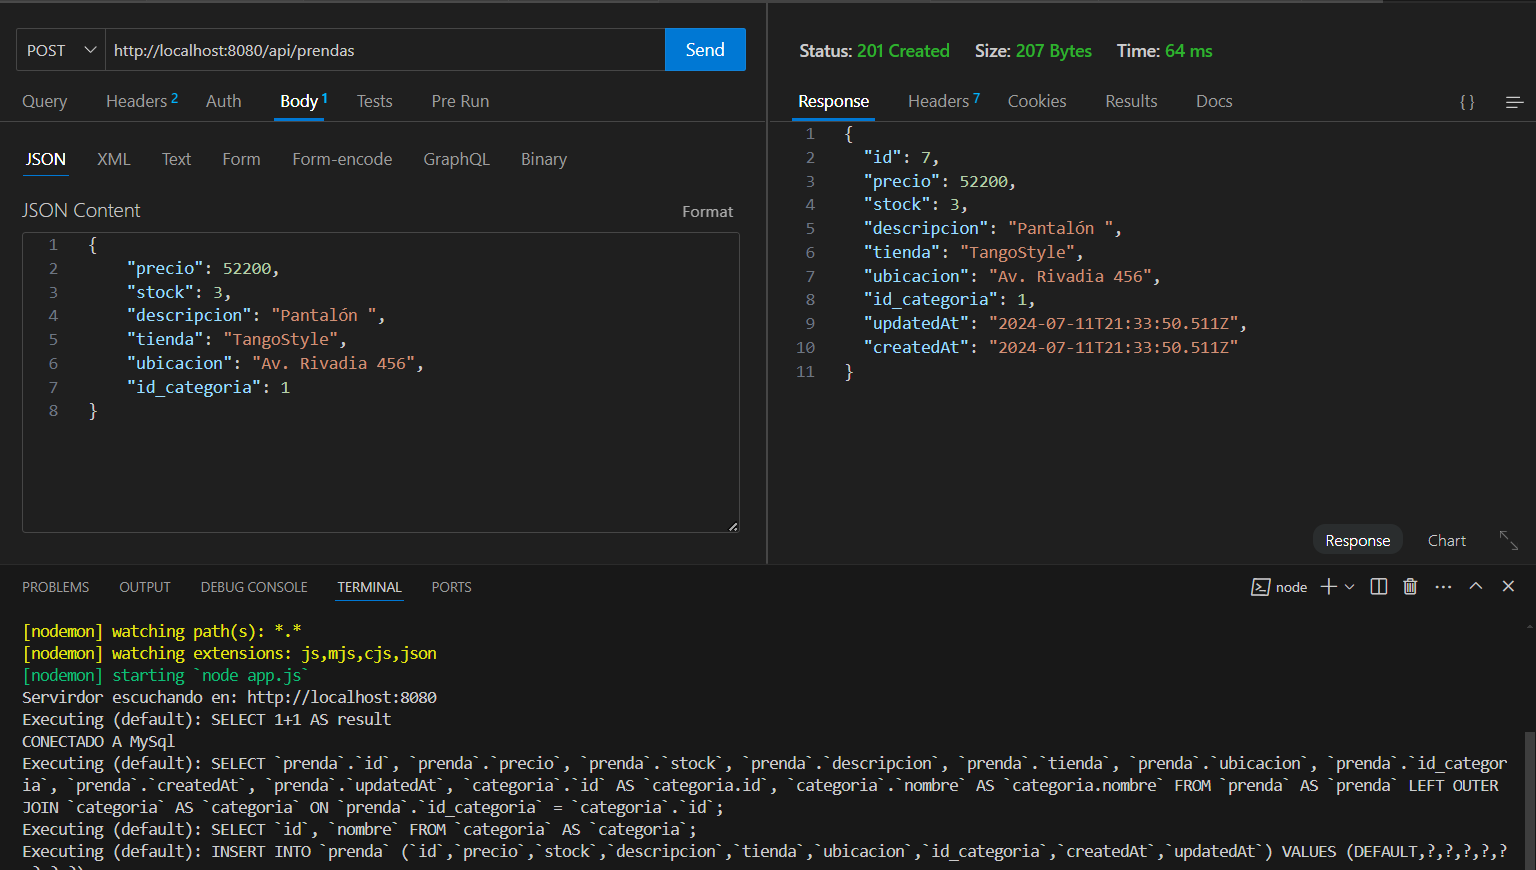 POST http://localhost:8080/api/prendas Send
Query Headers 2 Auth Body 1 Tests Pre Run
JSON XML Text Form Form-encode GraphQL Binary
JSON Content Format
1 {
2 "precio": 52200,
3 "stock": 3,
4 "descripcion": "Pantalón ",
5 "tienda": "TangoStyle",
6 "ubicacion": "Av. Rivadia 456",
7 "id_categoria": 1
8 }
Status: 201 Created Size: 207 Bytes Time: 64 ms
Response Headers 7 Cookies Results Docs {}
1 {
2 "id": 7,
3 "precio": 52200,
4 "stock": 3,
5 "descripcion": "Pantalón ",
6 "tienda": "TangoStyle",
7 "ubicacion": "Av. Rivadia 456",
8 "id_categoria": 1,
9 "updatedAt": "2024-07-11T21:33:50.511Z",
10 "createdAt": "2024-07-11T21:33:50.511Z"
11 }
Response Chart
PROBLEMS OUTPUT DEBUG CONSOLE TERMINAL PORTS node
[nodemon] watching path(s): *.*
[nodemon] watching extensions: js,mjs,cjs,json
[nodemon] starting `node app.js`
Servirdor escuchando en: http://localhost:8080
Executing (default): SELECT 1+1 AS result
CONECTADO A MySql
Executing (default): SELECT `prenda`.`id`, `prenda`.`precio`, `prenda`.`stock`, `prenda`.`descripcion`, `prenda`.`tienda`, `prenda`.`ubicacion`, `prenda`.`id_categor
ia`, `prenda`.`createdAt`, `prenda`.`updatedAt`, `categoria`.`id` AS `categoria.id`, `categoria`.`nombre` AS `categoria.nombre` FROM `prenda` AS `prenda` LEFT OUTER
JOIN `categoria` AS `categoria` ON `prenda`.`id_categoria` = `categoria`.`id`;
Executing (default): SELECT `id`, `nombre` FROM `categoria` AS `categoria`;
Executing (default): INSERT INTO `prenda` (`id`,`precio`,`stock`,`descripcion`,`tienda`,`ubicacion`,`id_categoria`,`createdAt`,`updatedAt`) VALUES (DEFAULT,?,?,?,?,?